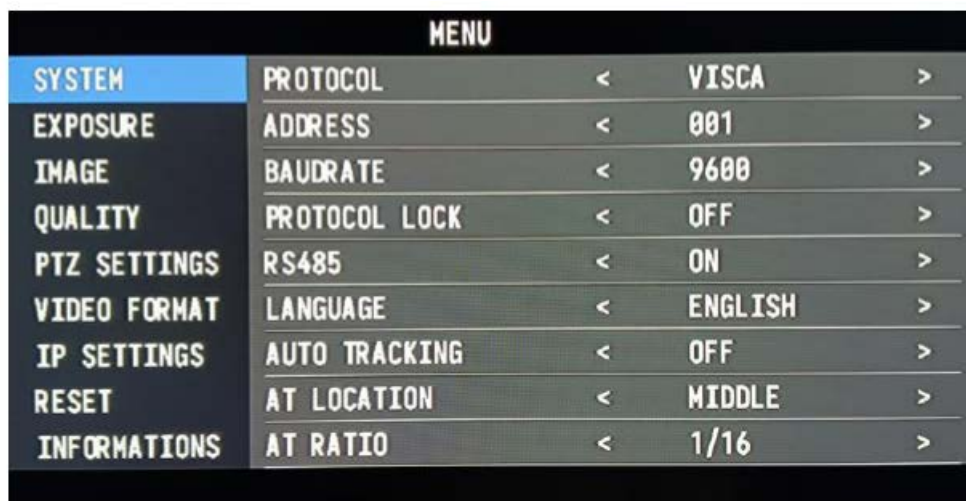 MENU
SYSTEM PROTOCOL < VISCA >
EXPOSURE ADDRESS < 001 >
IMAGE BAUDRATE < 9600 >
QUALITY PROTOCOL LOCK < OFF >
PTZ SETTINGS RS485 < ON >
VIDEO FORMAT LANGUAGE < ENGLISH >
IP SETTINGS AUTO TRACKING < OFF >
RESET AT LOCATION < MIDDLE >
INFORMATIONS AT RATIO < 1/16 >